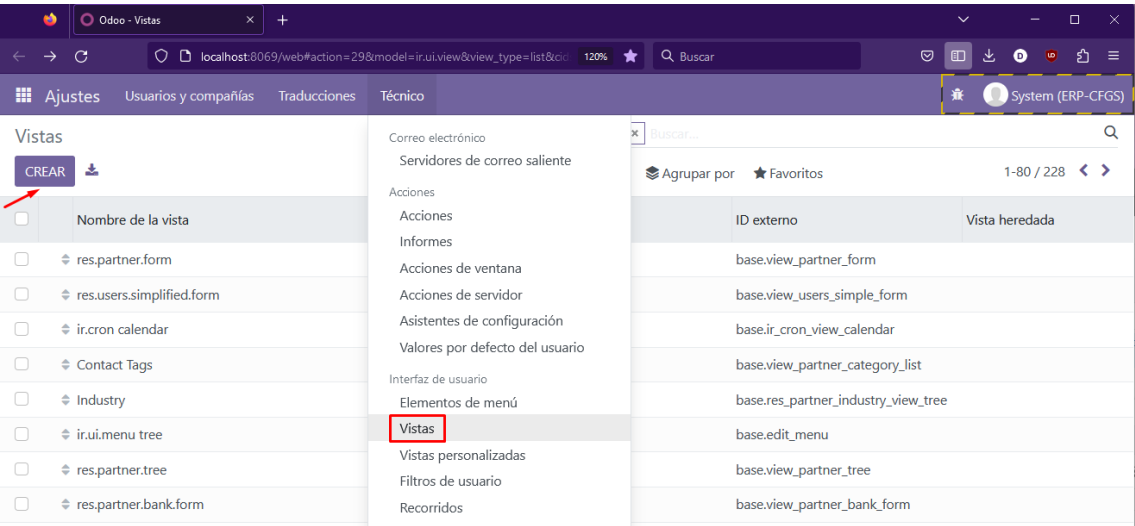 Odoo - Vistas
localhost:8069/web#action=29&model=ir.ui.view&view_type=list&cid 120% Buscar
Ajustes Usuarios y compañías Traducciones Técnico System (ERP-CFGS)
Vistas
Buscar...
CREAR
Agrupar por Favoritos 1-80 / 228
Correo electrónico
Servidores de correo saliente
Acciones
Acciones
Informes
Acciones de ventana
Acciones de servidor
Asistentes de configuración
Valores por defecto del usuario
Interfaz de usuario
Elementos de menú
Vistas
Vistas personalizadas
Filtros de usuario
Recorridos
Nombre de la vista ID externo Vista heredada
res.partner.form base.view_partner_form
res.users.simplified.form base.view_users_simple_form
ir.cron calendar base.ir_cron_view_calendar
Contact Tags base.view_partner_category_list
Industry base.res_partner_industry_view_tree
ir.ui.menu tree base.edit_menu
res.partner.tree base.view_partner_tree
res.partner.bank.form base.view_partner_bank_form